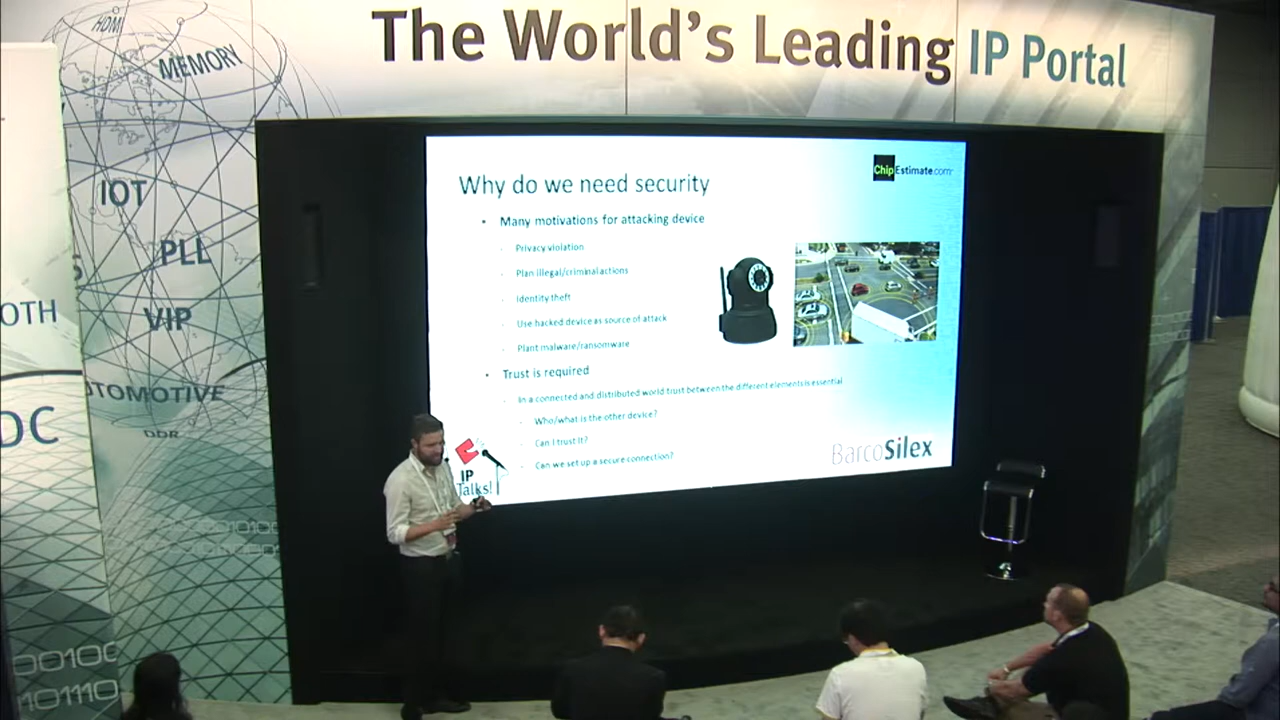 The World's Leading IP Portal
HDMI
MEMORY
IOT
PLL
VIP
OTH
TOMOTIVE
DC
DDR
Why do we need security
ChipEstimate.com
• Many motivations for attacking device
- Privacy violation
- Plan illegal/criminal actions
- Identity theft
- Use hacked device as source of attack
- Plant malware/ransomware
• Trust is required
- In a connected and distributed world trust between the different elements is essential
- Who/what is the other device?
- Can I trust it?
- Can we set up a secure connection?
BarcoSilex
IP
Talks!
00100
10110